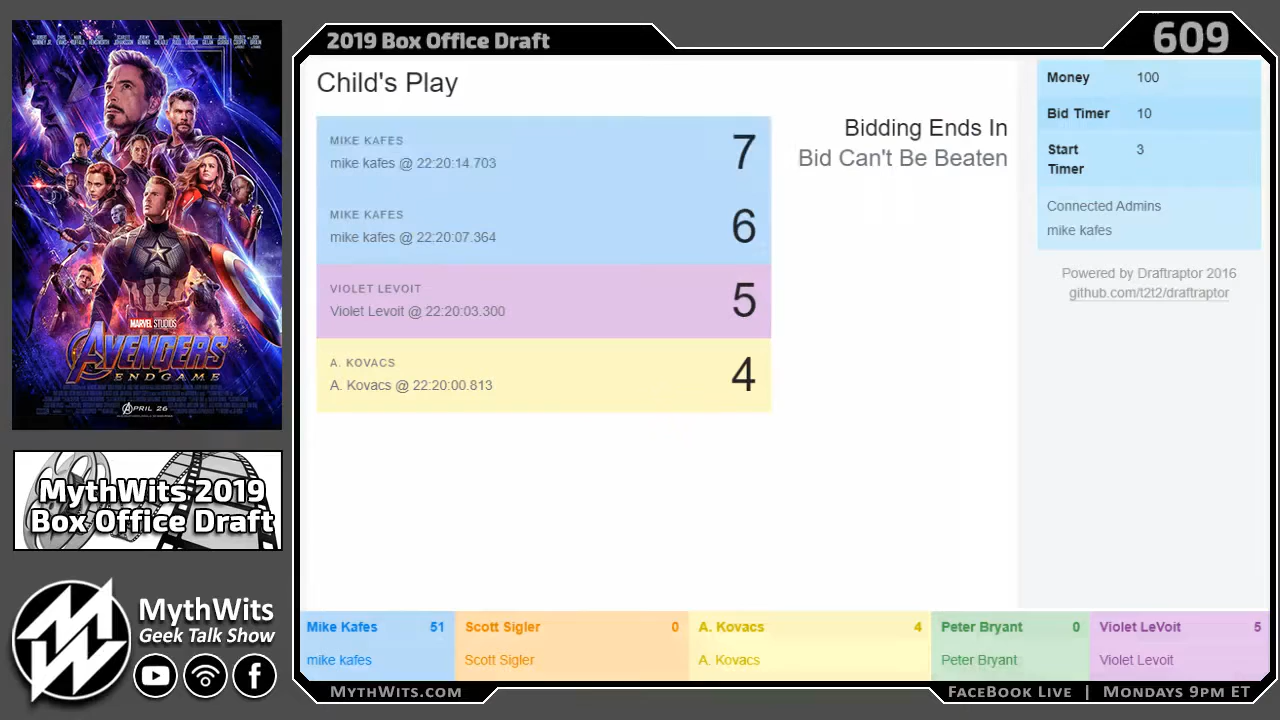 2019 Box Office Draft
609
Child's Play
MIKE KAFES
mike kafes @ 22:20:14.703
7
MIKE KAFES
mike kafes @ 22:20:07.364
6
VIOLET LEVOIT
Violet Levoit @ 22:20:03.300
5
A. KOVACS
A. Kovacs @ 22:20:00.813
4
Bidding Ends In
Bid Can't Be Beaten
Money 100
Bid Timer 10
Start Timer 3
Connected Admins
mike kafes
Powered by Draftraptor 2016
github.com/t2t2/draftraptor
MARVEL STUDIOS
AVENGERS
ENDGAME
APRIL 26
MythWits 2019
Box Office Draft
MythWits
Geek Talk Show
Mike Kafes 51
mike kafes
Scott Sigler 0
Scott Sigler
A. Kovacs 4
A. Kovacs
Peter Bryant 0
Peter Bryant
Violet LeVoit 5
Violet Levoit
MYTHWITS.COM
FACEBOOK LIVE | MONDAYS 9PM ET